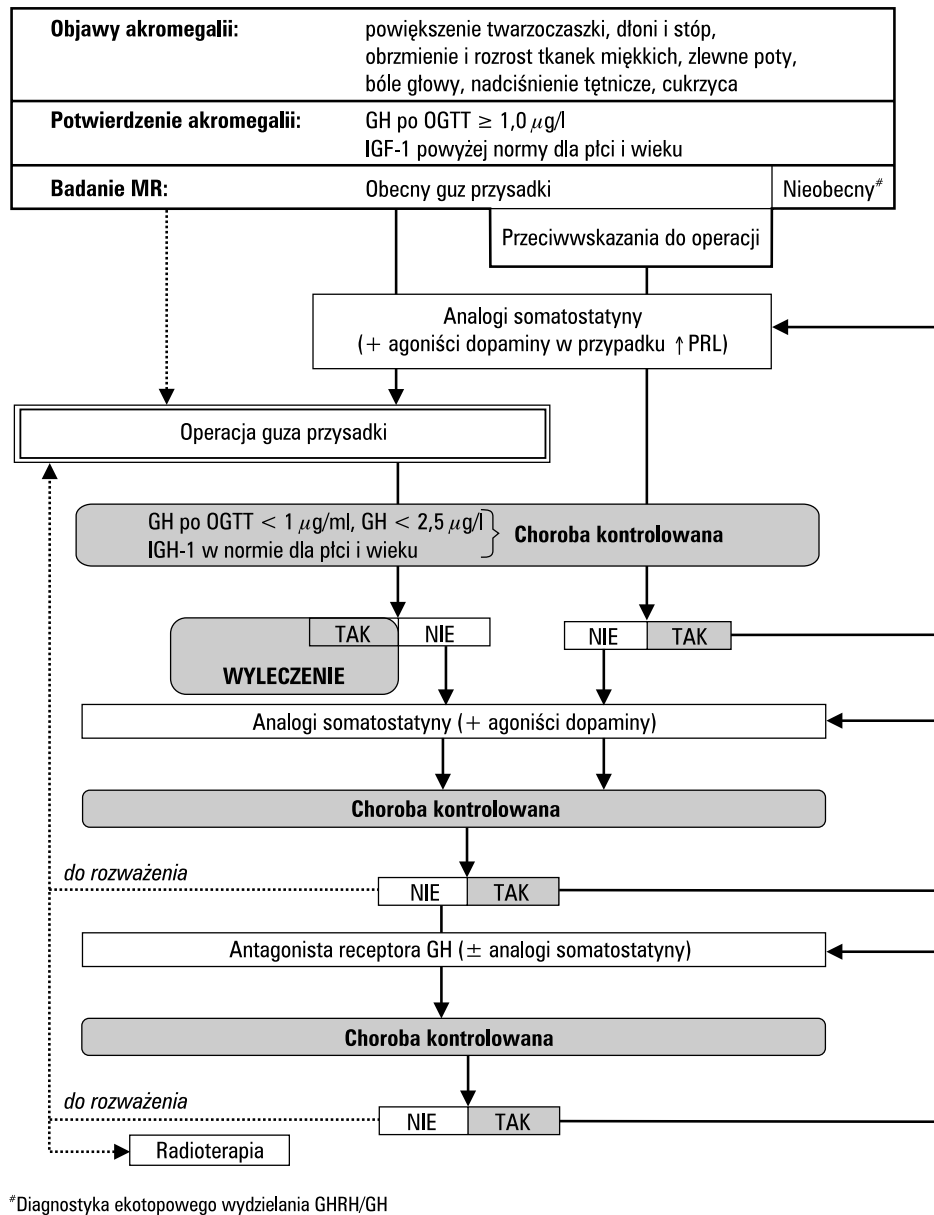 Objawy akromegalii: powiększenie twarzoczaszki, dłoni i stóp,
obrzmienie i rozrost tkanek miękkich, zlewne poty,
bóle głowy, nadciśnienie tętnicze, cukrzyca
Potwierdzenie akromegalii: GH po OGTT ≥ 1,0 µg/l
IGF-1 powyżej normy dla płci i wieku
Badanie MR: Obecny guz przysadki Nieobecny#
Przeciwwskazania do operacji
Analogi somatostatyny
(+ agoniści dopaminy w przypadku ↑ PRL)
Operacja guza przysadki
GH po OGTT < 1 µg/ml, GH < 2,5 µg/l
IGH-1 w normie dla płci i wieku
Choroba kontrolowana
TAK NIE NIE TAK
WYLECZENIE
Analogi somatostatyny (+ agoniści dopaminy)
Choroba kontrolowana
do rozważenia
NIE TAK
Antagonista receptora GH (± analogi somatostatyny)
Choroba kontrolowana
do rozważenia
NIE TAK
Radioterapia
#Diagnostyka ekotopowego wydzielania GHRH/GH